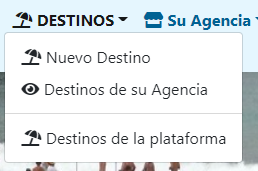 DESTINOS Su Agencia
Nuevo Destino
Destinos de su Agencia
Destinos de la plataforma